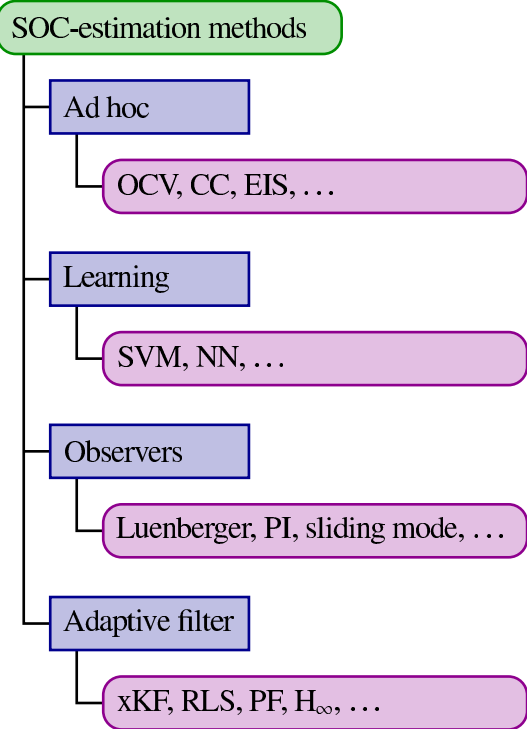 SOC-estimation methods
Ad hoc
OCV, CC, EIS, …
Learning
SVM, NN, …
Observers
Luenberger, PI, sliding mode, …
Adaptive filter
xKF, RLS, PF, H∞, …